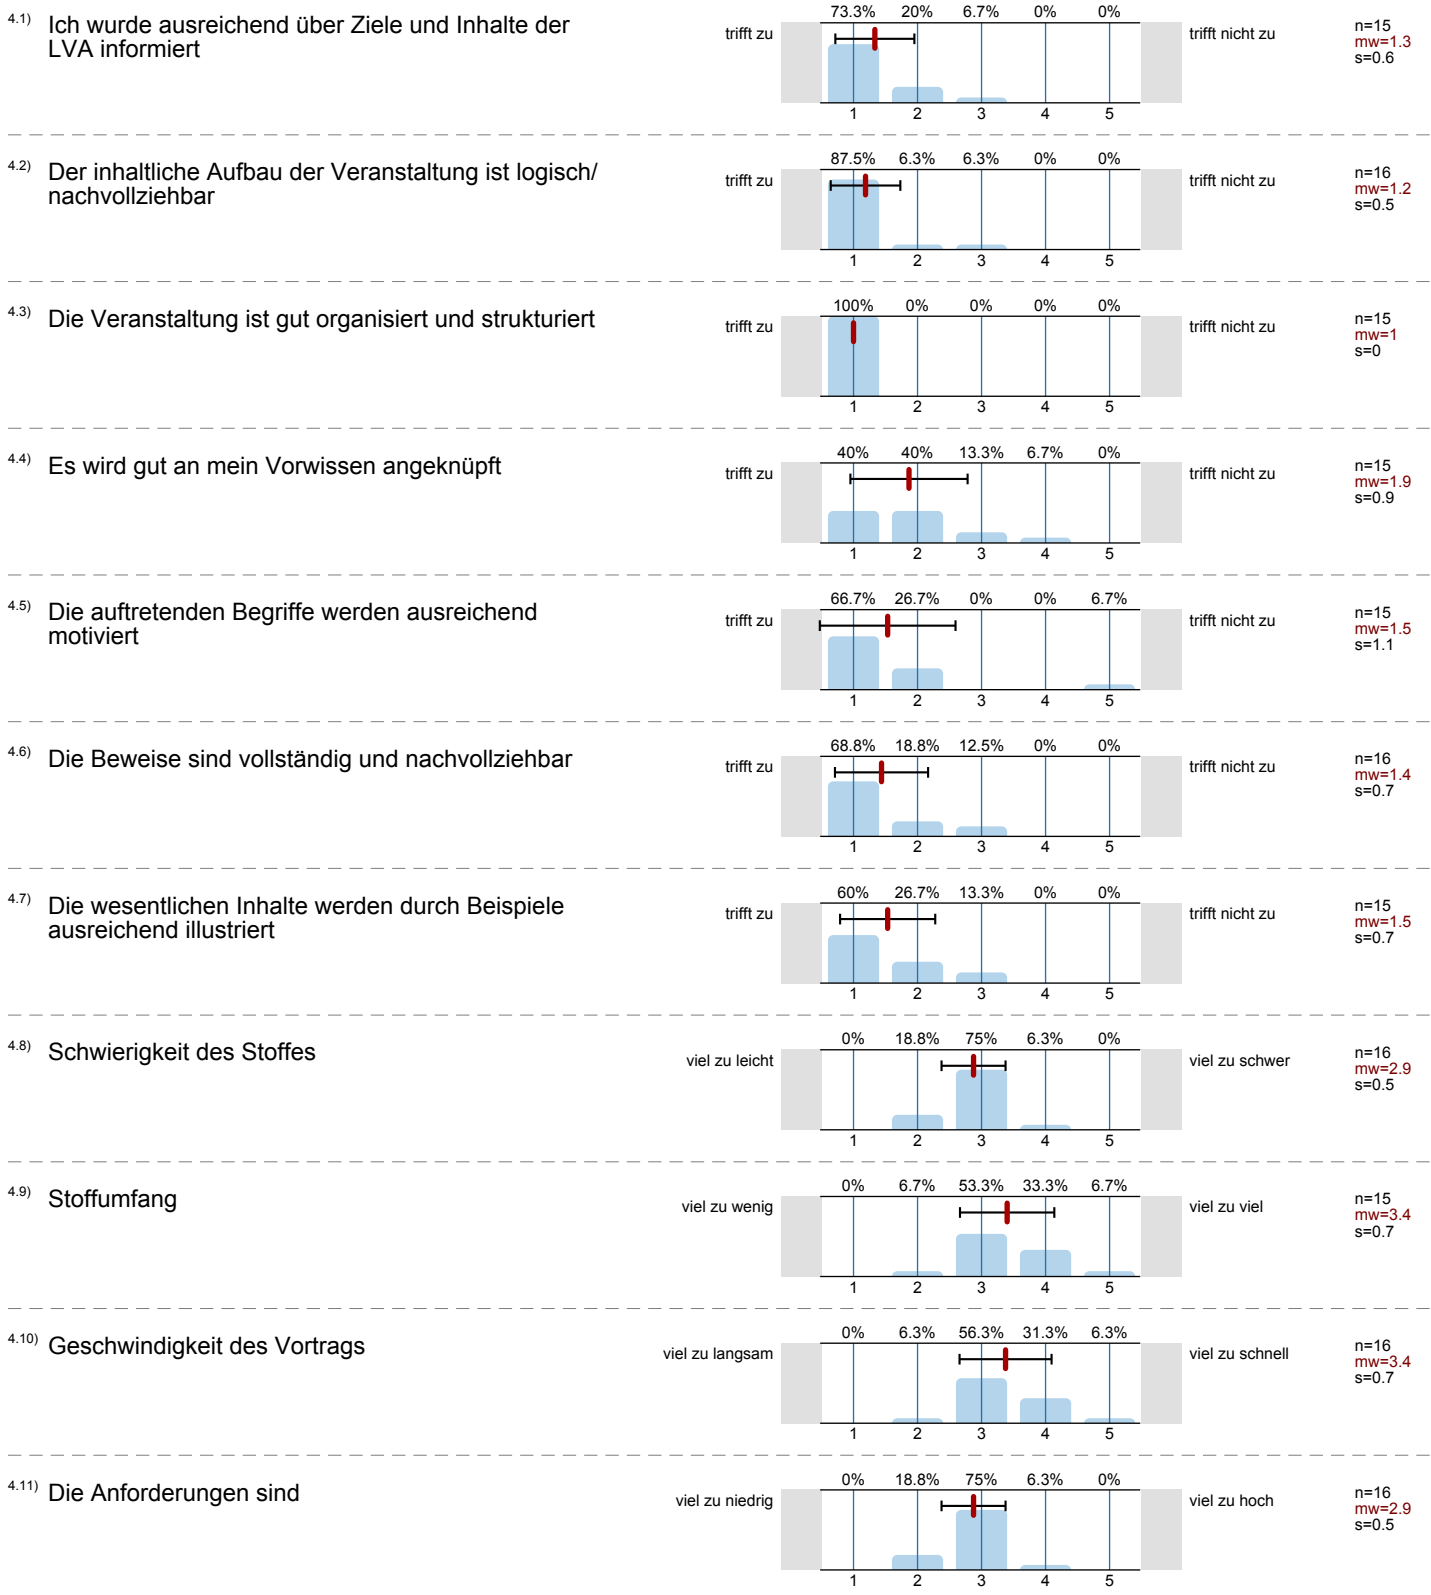 4.1) Ich wurde ausreichend über Ziele und Inhalte der
LVA informiert
trifft zu
73.3% 20% 6.7% 0% 0%
1 2 3 4 5
trifft nicht zu
n=15
mw=1.3
s=0.6
4.2) Der inhaltliche Aufbau der Veranstaltung ist logisch/
nachvollziehbar
trifft zu
87.5% 6.3% 6.3% 0% 0%
1 2 3 4 5
trifft nicht zu
n=16
mw=1.2
s=0.5
4.3) Die Veranstaltung ist gut organisiert und strukturiert
trifft zu
100% 0% 0% 0% 0%
1 2 3 4 5
trifft nicht zu
n=15
mw=1
s=0
4.4) Es wird gut an mein Vorwissen angeknüpft
trifft zu
40% 40% 13.3% 6.7% 0%
1 2 3 4 5
trifft nicht zu
n=15
mw=1.9
s=0.9
4.5) Die auftretenden Begriffe werden ausreichend
motiviert
trifft zu
66.7% 26.7% 0% 0% 6.7%
1 2 3 4 5
trifft nicht zu
n=15
mw=1.5
s=1.1
4.6) Die Beweise sind vollständig und nachvollziehbar
trifft zu
68.8% 18.8% 12.5% 0% 0%
1 2 3 4 5
trifft nicht zu
n=16
mw=1.4
s=0.7
4.7) Die wesentlichen Inhalte werden durch Beispiele
ausreichend illustriert
trifft zu
60% 26.7% 13.3% 0% 0%
1 2 3 4 5
trifft nicht zu
n=15
mw=1.5
s=0.7
4.8) Schwierigkeit des Stoffes
viel zu leicht
0% 18.8% 75% 6.3% 0%
1 2 3 4 5
viel zu schwer
n=16
mw=2.9
s=0.5
4.9) Stoffumfang
viel zu wenig
0% 6.7% 53.3% 33.3% 6.7%
1 2 3 4 5
viel zu viel
n=15
mw=3.4
s=0.7
4.10) Geschwindigkeit des Vortrags
viel zu langsam
0% 6.3% 56.3% 31.3% 6.3%
1 2 3 4 5
viel zu schnell
n=16
mw=3.4
s=0.7
4.11) Die Anforderungen sind
viel zu niedrig
0% 18.8% 75% 6.3% 0%
1 2 3 4 5
viel zu hoch
n=16
mw=2.9
s=0.5